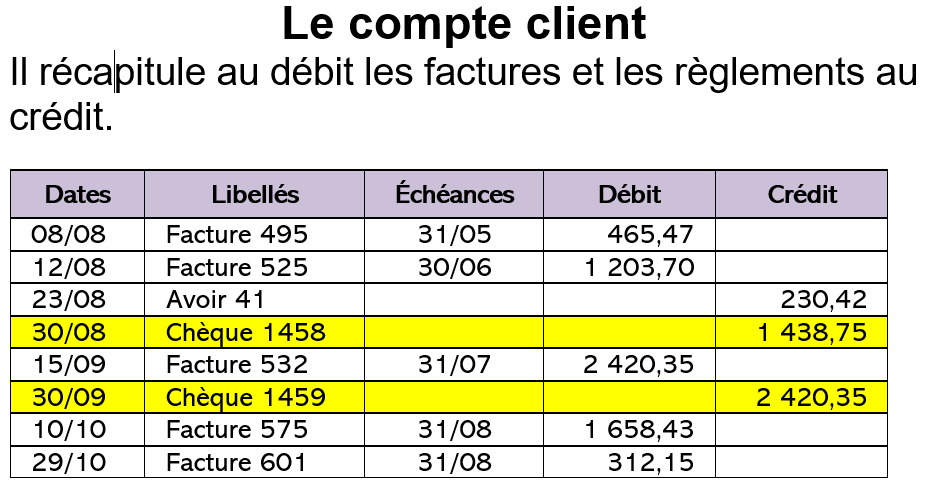 Le compte client
Il récapitule au débit les factures et les règlements au
crédit.
Dates Libellés Échéances Débit Crédit
08/08 Facture 495 31/05 465,47
12/08 Facture 525 30/06 1 203,70
23/08 Avoir 41 230,42
30/08 Chèque 1458 1 438,75
15/09 Facture 532 31/07 2 420,35
30/09 Chèque 1459 2 420,35
10/10 Facture 575 31/08 1 658,43
29/10 Facture 601 31/08 312,15